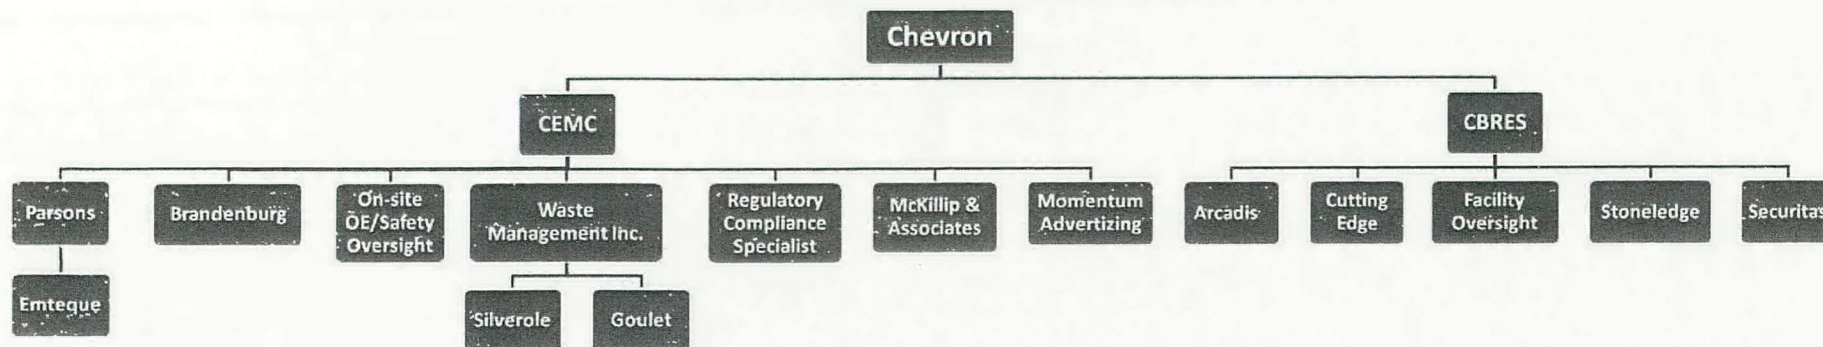 Chevron
CEMC
CBRES
Parsons
Brandenburg
On-site
OE/Safety
Oversight
Waste
Management Inc.
Regulatory
Compliance
Specialist
McKillip &
Associates
Momentum
Advertizing
Arcadis
Cutting
Edge
Facility
Oversight
Stoneledge
Securitas
Emteque
Silverole
Goulet